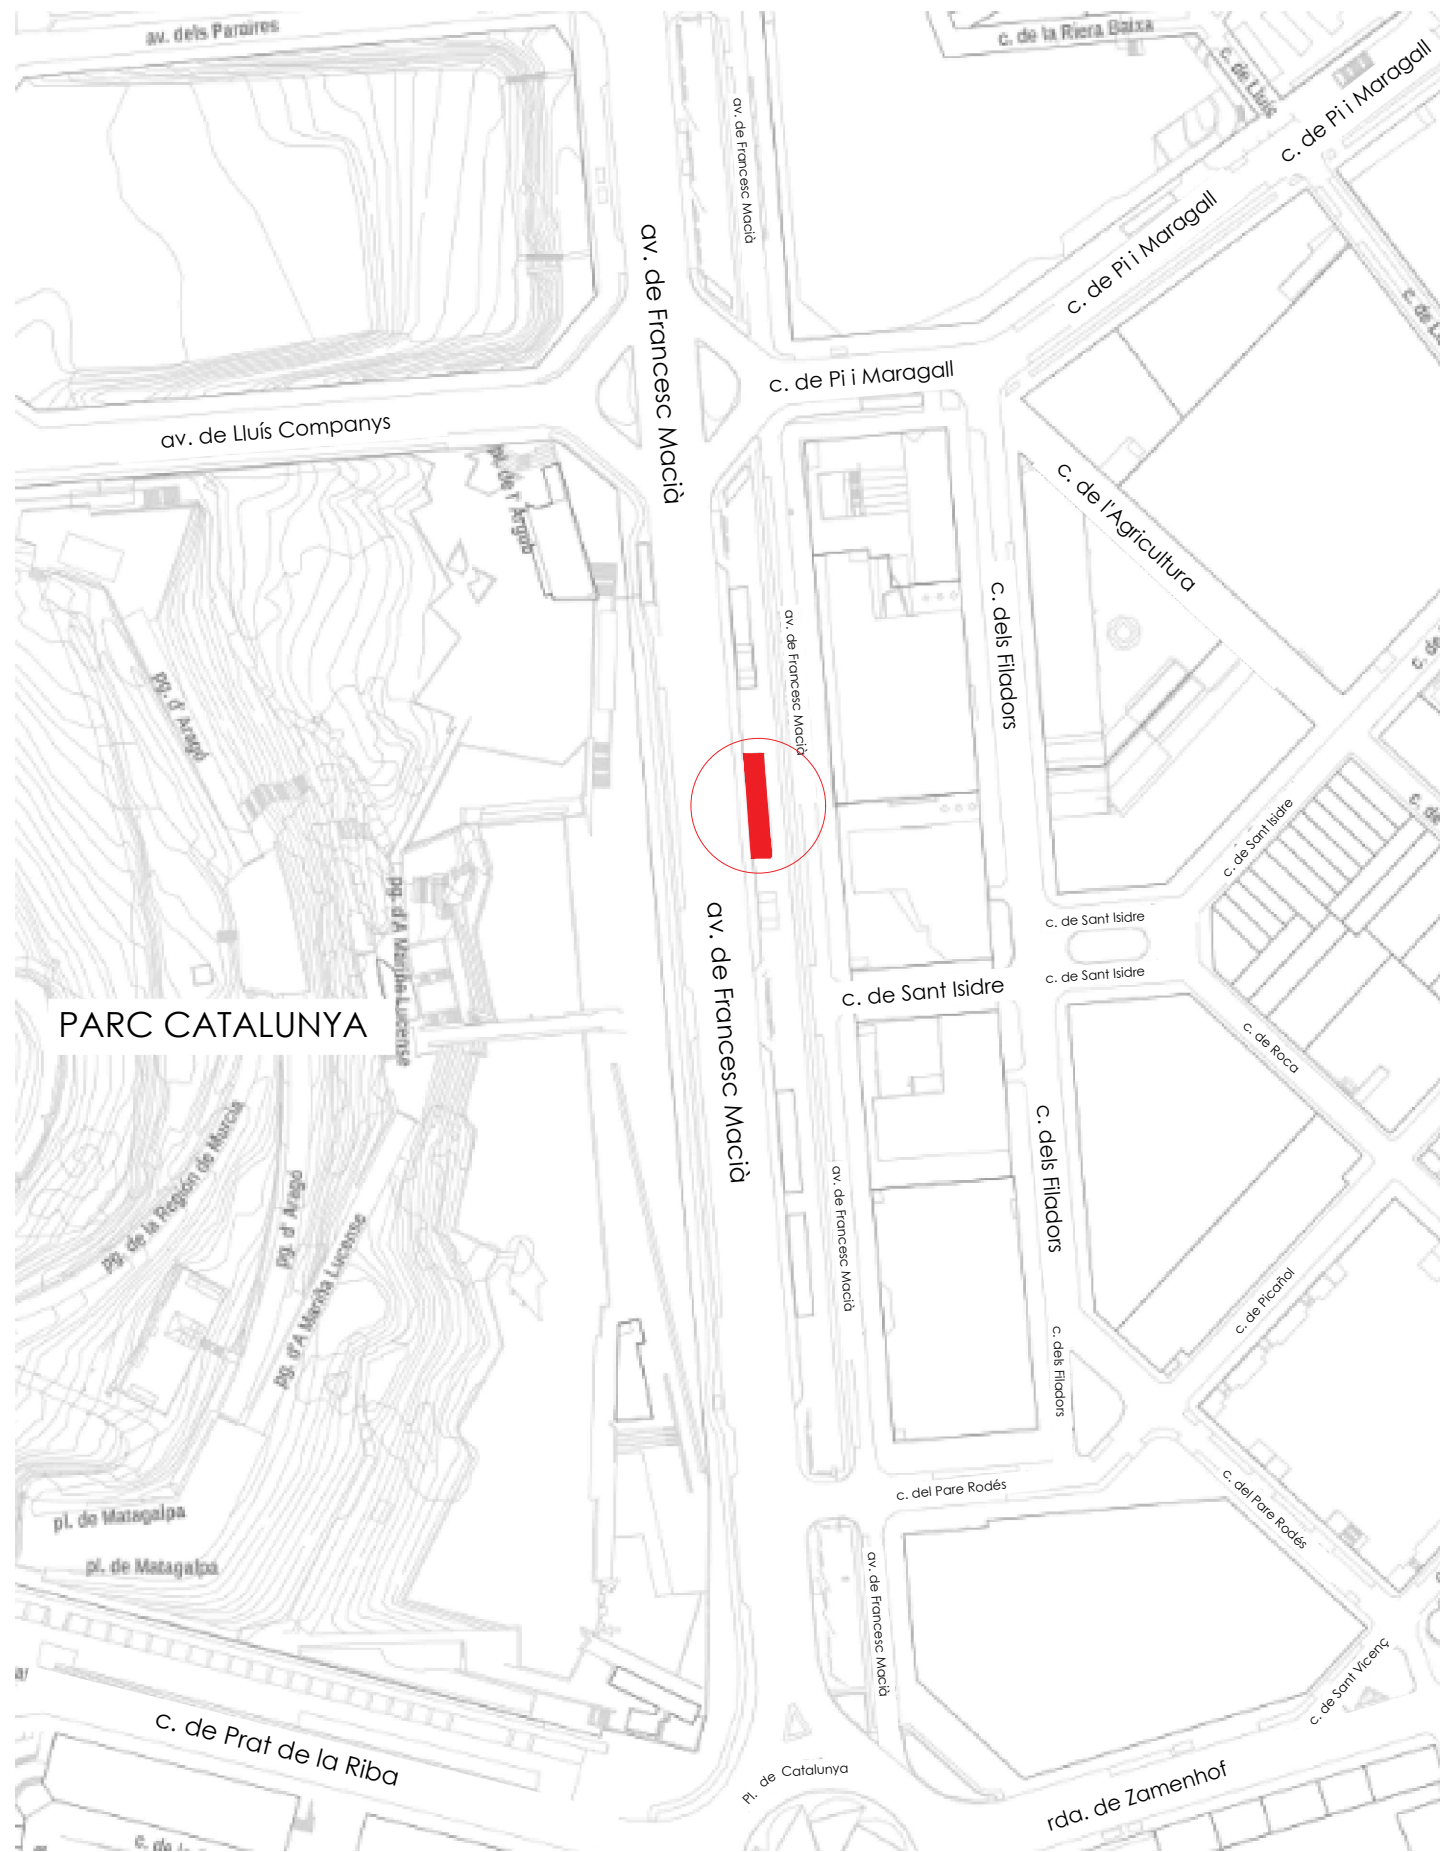 av. dels Paraires
c. de la Riera Baixa
c. de Lluís
c. de Pi i Maragall
av. de Francesc Macià
c. de Pi i Maragall
av. de Francesc Macià
c. de Pi i Maragall
av. de Lluís Companys
pl. de l'
c. de l'Agricultura
c. dels Filadors
av. de Francesc Macià
pg. d' Aragó
c. de Sant Isidre
pg. d'A Mariña Lucense
av. de Francesc Macià
c. de Sant Isidre
c. de Sant Isidre
c. de Sant Isidre
PARC CATALUNYA
c. de Roca
pg. de la Región de Murcia
c. dels Filadors
pg. d' Aragó
av. de Francesc Macià
pg. d'A Mariña Lucense
c. de Picañol
c. dels Filadors
c. del Pare Rodés
c. del Pare Rodés
pl. de Matagalpa
pl. de Matagalpa
av. de Francesc Macià
c. de Sant Vicenç
c. de Prat de la Riba
Pl. de Catalunya
rda. de Zamenhof